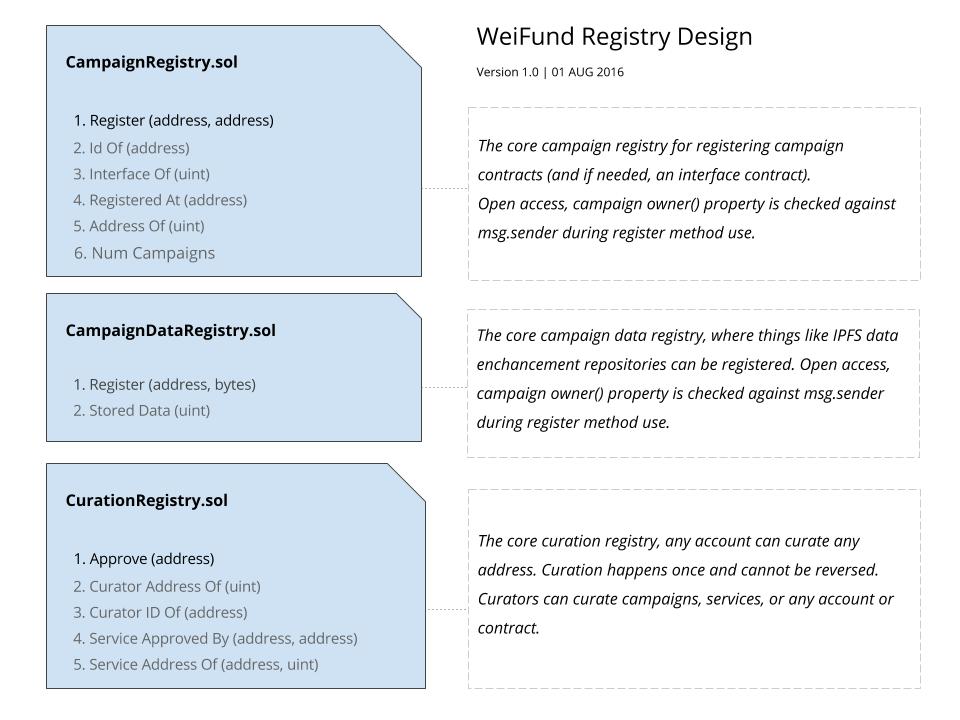 WeiFund Registry Design
Version 1.0 | 01 AUG 2016
CampaignRegistry.sol
1. Register (address, address)
2. Id Of (address)
3. Interface Of (uint)
4. Registered At (address)
5. Address Of (uint)
6. Num Campaigns
The core campaign registry for registering campaign
contracts (and if needed, an interface contract).
Open access, campaign owner() property is checked against
msg.sender during register method use.
CampaignDataRegistry.sol
1. Register (address, bytes)
2. Stored Data (uint)
The core campaign data registry, where things like IPFS data
enchancement repositories can be registered. Open access,
campaign owner() property is checked against msg.sender
during register method use.
CurationRegistry.sol
1. Approve (address)
2. Curator Address Of (uint)
3. Curator ID Of (address)
4. Service Approved By (address, address)
5. Service Address Of (address, uint)
The core curation registry, any account can curate any
address. Curation happens once and cannot be reversed.
Curators can curate campaigns, services, or any account or
contract.